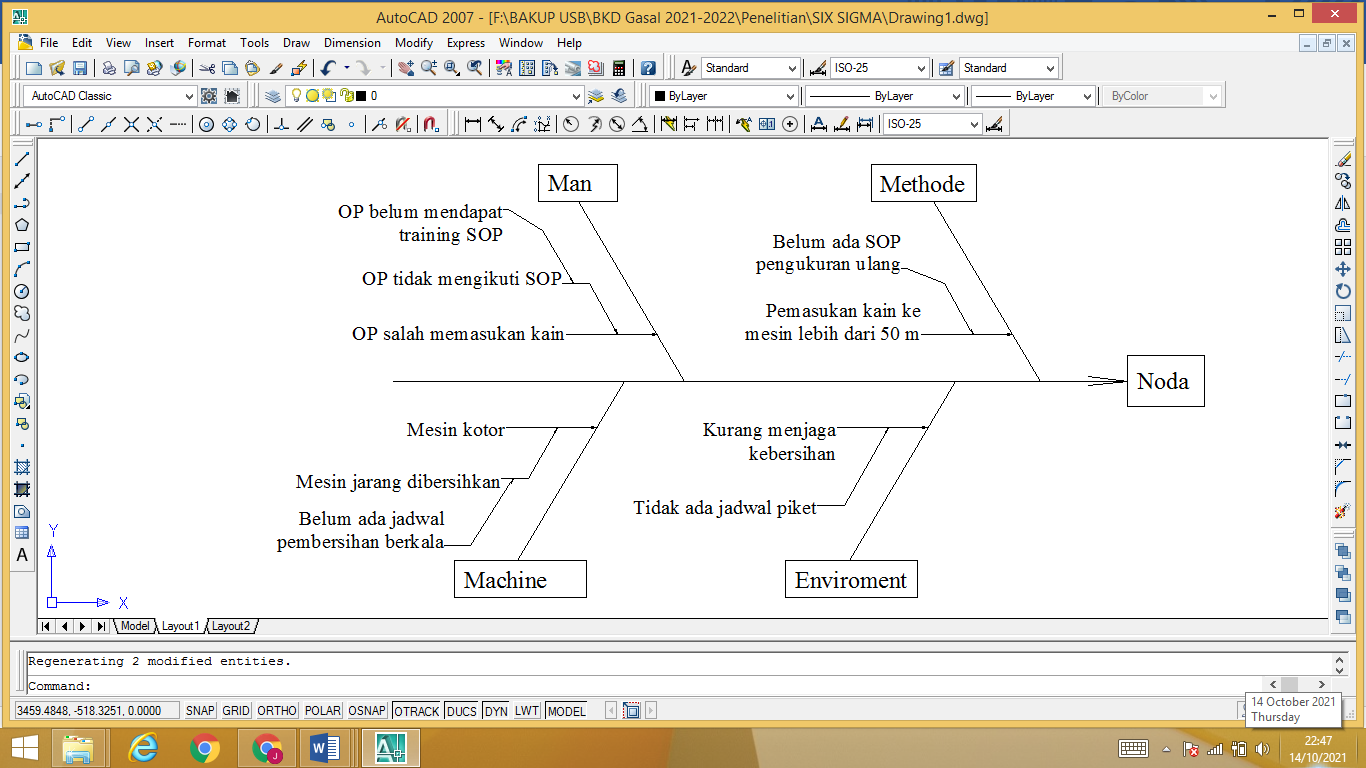 AutoCAD 2007 - [F:\BAKUP USB\BKD Gasal 2021-2022\Penelitian\SIX SIGMA\Drawing1.dwg]
File Edit View Insert Format Tools Draw Dimension Modify Express Window Help
Standard ISO-25 Standard
AutoCAD Classic 0 ByLayer ByLayer ByLayer ByColor
ISO-25
Man
OP belum mendapat
training SOP
OP tidak mengikuti SOP
OP salah memasukan kain
Methode
Belum ada SOP
pengukuran ulang
Pemasukan kain ke
mesin lebih dari 50 m
Noda
Mesin kotor
Mesin jarang dibersihkan
Belum ada jadwal
pembersihan berkala
Machine
Kurang menjaga
kebersihan
Tidak ada jadwal piket
Enviroment
Y
X
Model Layout1 Layout2
Regenerating 2 modified entities.
Command:
3459.4848, -518.3251, 0.0000 SNAP GRID ORTHO POLAR OSNAP OTRACK DUCS DYN LWT MODEL
14 October 2021
Thursday
22:47
14/10/2021